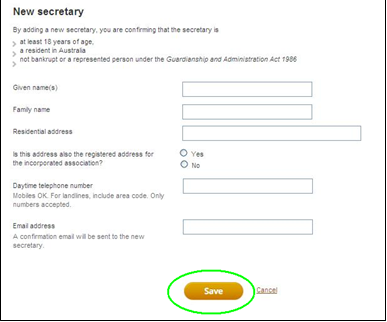 New secretary
By adding a new secretary, you are confirming that the secretary is
at least 18 years of age,
a resident in Australia
not bankrupt or a represented person under the Guardianship and Administration Act 1986
Given name(s)
Family name
Residential address
Is this address also the registered address for
the incorporated association?
Yes
No
Daytime telephone number
Mobiles OK. For landlines, include area code. Only
numbers accepted.
Email address
A confirmation email will be sent to the new
secretary.
Save Cancel